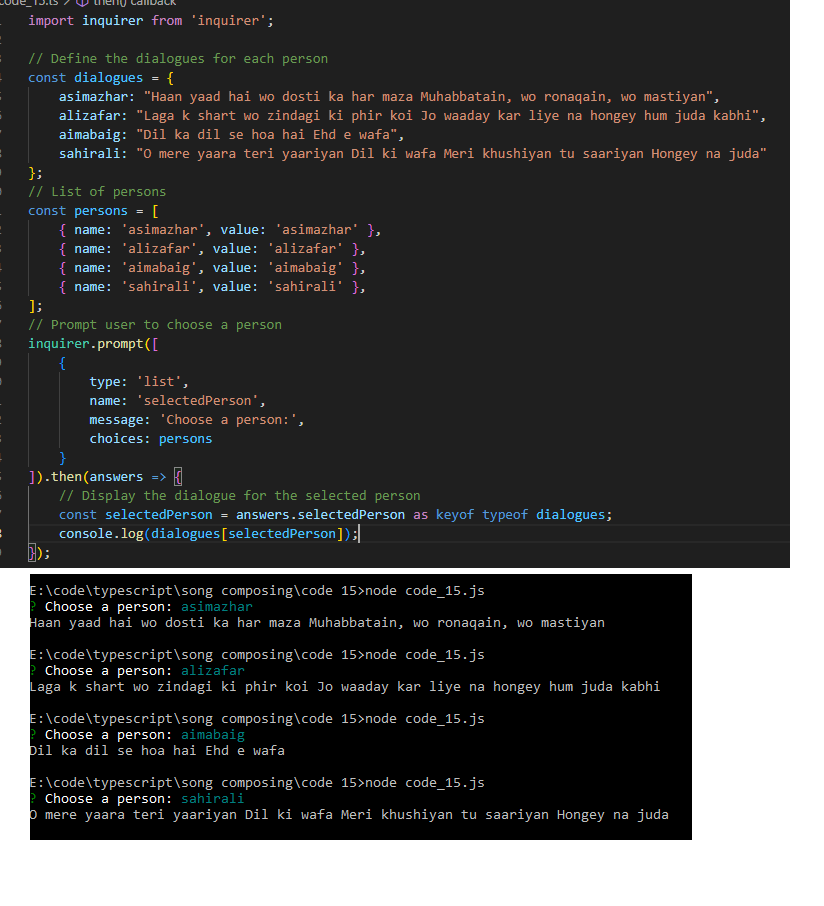 code_15.ts > then() callback
import inquirer from 'inquirer';
// Define the dialogues for each person
const dialogues = {
    asimazhar: "Haan yaad hai wo dosti ka har maza Muhabbatain, wo ronaqain, wo mastiyan",
    alizafar: "Laga k shart wo zindagi ki phir koi Jo waaday kar liye na hongey hum juda kabhi",
    aimabaig: "Dil ka dil se hoa hai Ehd e wafa",
    sahirali: "O mere yaara teri yaariyan Dil ki wafa Meri khushiyan tu saariyan Hongey na juda"
};
// List of persons
const persons = [
    { name: 'asimazhar', value: 'asimazhar' },
    { name: 'alizafar', value: 'alizafar' },
    { name: 'aimabaig', value: 'aimabaig' },
    { name: 'sahirali', value: 'sahirali' },
];
// Prompt user to choose a person
inquirer.prompt([
    {
        type: 'list',
        name: 'selectedPerson',
        message: 'Choose a person:',
        choices: persons
    }
]).then(answers => {
    // Display the dialogue for the selected person
    const selectedPerson = answers.selectedPerson as keyof typeof dialogues;
    console.log(dialogues[selectedPerson]);
});
E:\code\typescript\song composing\code 15>node code_15.js
? Choose a person: asimazhar
Haan yaad hai wo dosti ka har maza Muhabbatain, wo ronaqain, wo mastiyan
E:\code\typescript\song composing\code 15>node code_15.js
? Choose a person: alizafar
Laga k shart wo zindagi ki phir koi Jo waaday kar liye na hongey hum juda kabhi
E:\code\typescript\song composing\code 15>node code_15.js
? Choose a person: aimabaig
Dil ka dil se hoa hai Ehd e wafa
E:\code\typescript\song composing\code 15>node code_15.js
? Choose a person: sahirali
O mere yaara teri yaariyan Dil ki wafa Meri khushiyan tu saariyan Hongey na juda